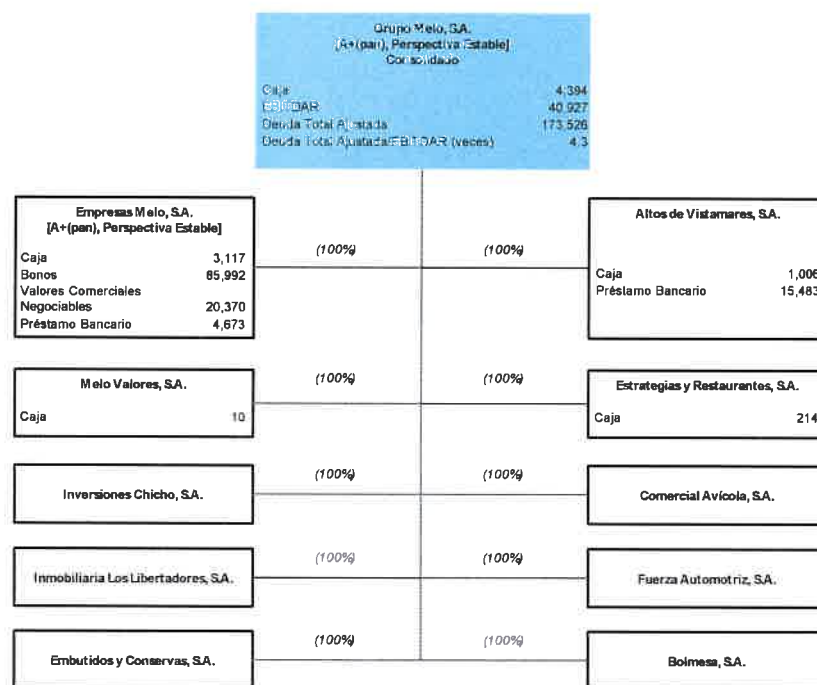 Grupo Melo, S.A.
[A+(pan), Perspectiva Estable]
Consolidado
Caja 4,394
EBITDAR 40,927
Deuda Total Ajustada 173,526
Deuda Total Ajustada/EBITDAR (veces) 4.3
Empresas Melo, S.A.
[A+(pan), Perspectiva Estable]
Caja 3,117
Bonos 85,992
Valores Comerciales
Negociables 20,370
Préstamo Bancario 4,673
(100%) (100%)
Altos de Vistamares, S.A.
Caja 1,006
Préstamo Bancario 15,483
Melo Valores, S.A.
Caja 10
(100%) (100%)
Estrategias y Restaurantes, S.A.
Caja 214
Inversiones Chicho, S.A.
(100%) (100%)
Comercial Avícola, S.A.
Inmobiliaria Los Libertadores, S.A.
(100%) (100%)
Fuerza Automotriz, S.A.
Embutidos y Conservas, S.A.
(100%) (100%)
Bolmesa, S.A.